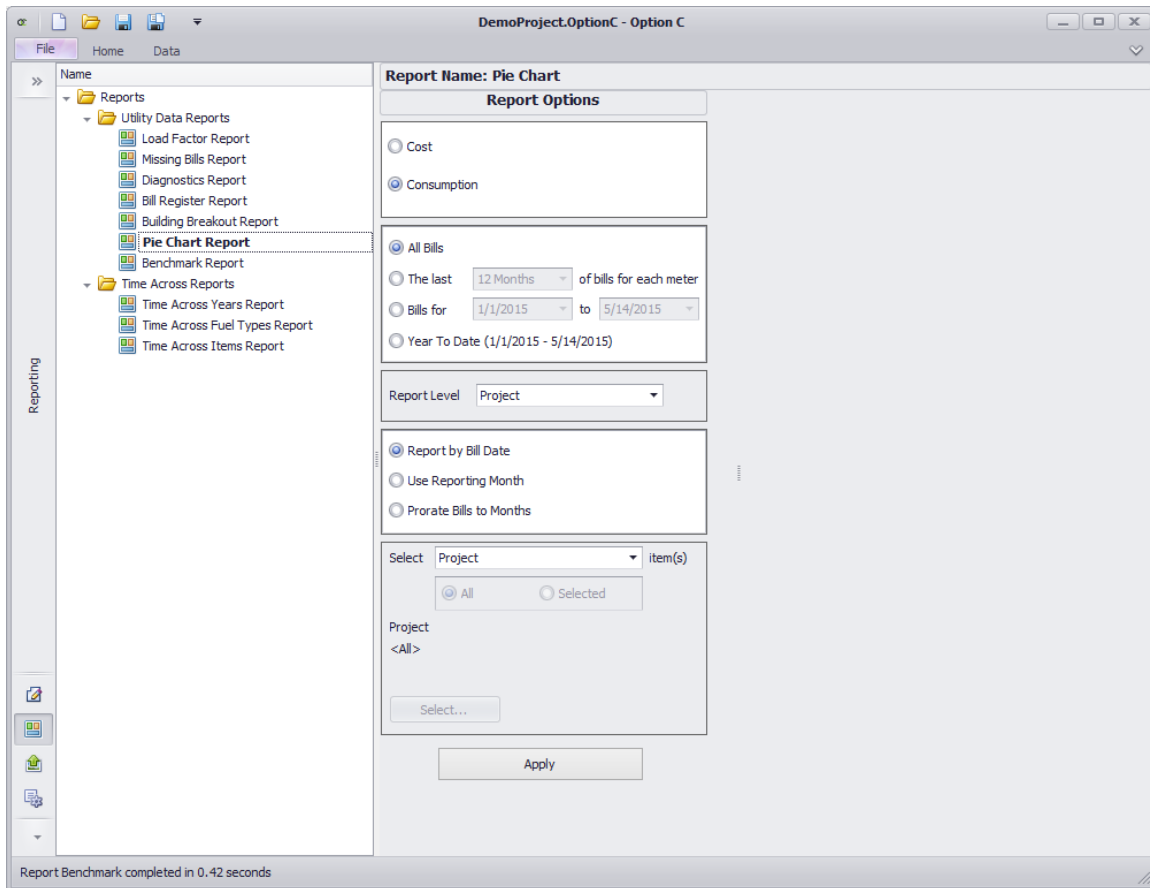 DemoProject.OptionC - Option C
File Home Data
Name
Reports
Utility Data Reports
Load Factor Report
Missing Bills Report
Diagnostics Report
Bill Register Report
Building Breakout Report
Pie Chart Report
Benchmark Report
Time Across Reports
Time Across Years Report
Time Across Fuel Types Report
Time Across Items Report
Reporting
Report Name: Pie Chart
Report Options
Cost
Consumption
All Bills
The last 12 Months of bills for each meter
Bills for 1/1/2015 to 5/14/2015
Year To Date (1/1/2015 - 5/14/2015)
Report Level Project
Report by Bill Date
Use Reporting Month
Prorate Bills to Months
Select Project item(s)
All Selected
Project
<All>
Select...
Apply
Report Benchmark completed in 0.42 seconds